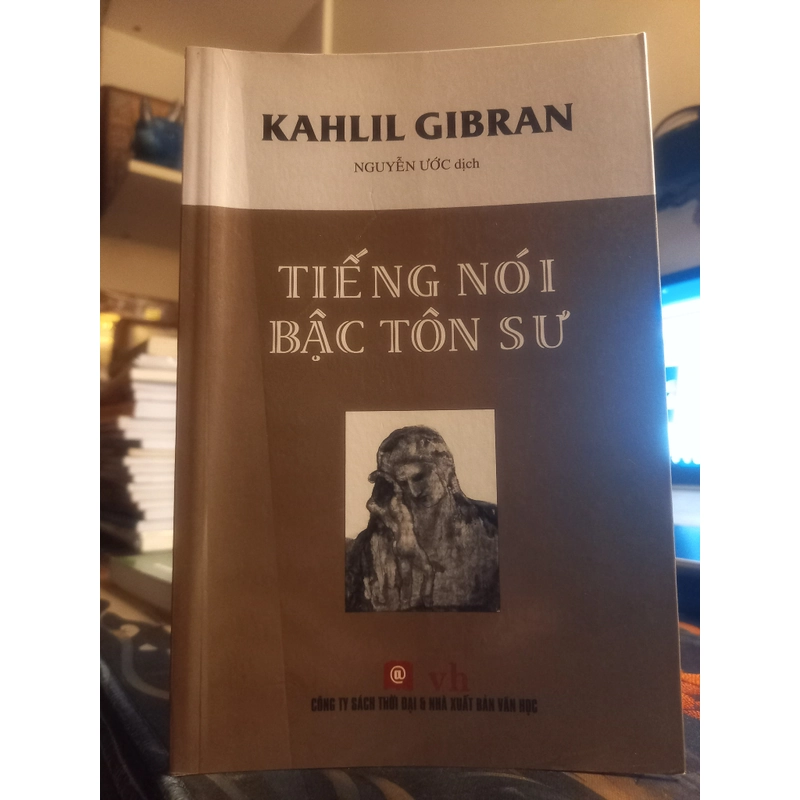 KAHLIL GIBRAN
NGUYỄN ƯỚC dịch
TIẾNG NÓI
BẬC TÔN SƯ
@ vh
CÔNG TY SÁCH THỜI ĐẠI & NHÀ XUẤT BẢN VĂN HỌC